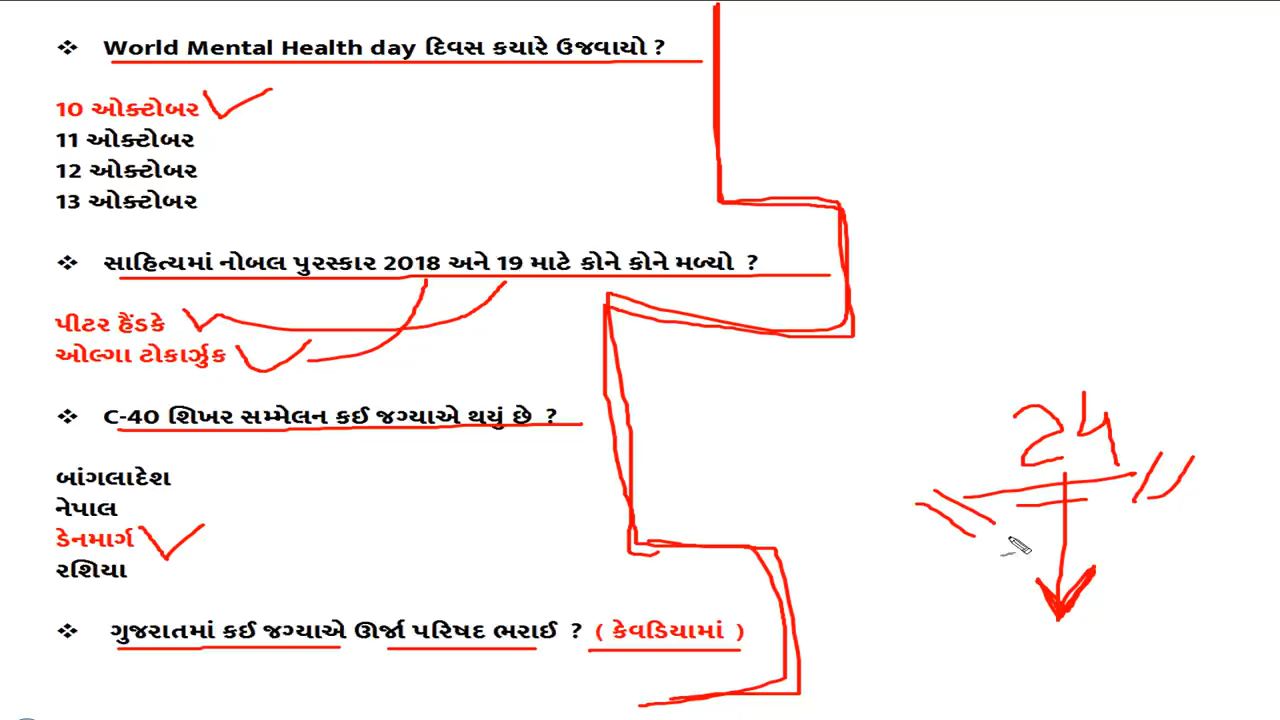 ❖ World Mental Health day દિવસ કયારે ઉજવાયો ?
10 ઓક્ટોબર
11 ઓક્ટોબર
12 ઓક્ટોબર
13 ઓક્ટોબર
❖ સાહિત્યમાં નોબલ પુરસ્કાર 2018 અને 19 માટે કોને કોને મળ્યો ?
પીટર હૈંડકે
ઓલ્ગા ટોકાર્ઝુક
❖ C-40 શિખર સમ્મેલન કઈ જગ્યાએ થયું છે ?
બાંગલાદેશ
નેપાલ
ડેનમાર્ગ
રશિયા
24
❖ ગુજરાતમાં કઈ જગ્યાએ ઊર્જા પરિષદ ભરાઈ ? ( કેવડિયામાં )